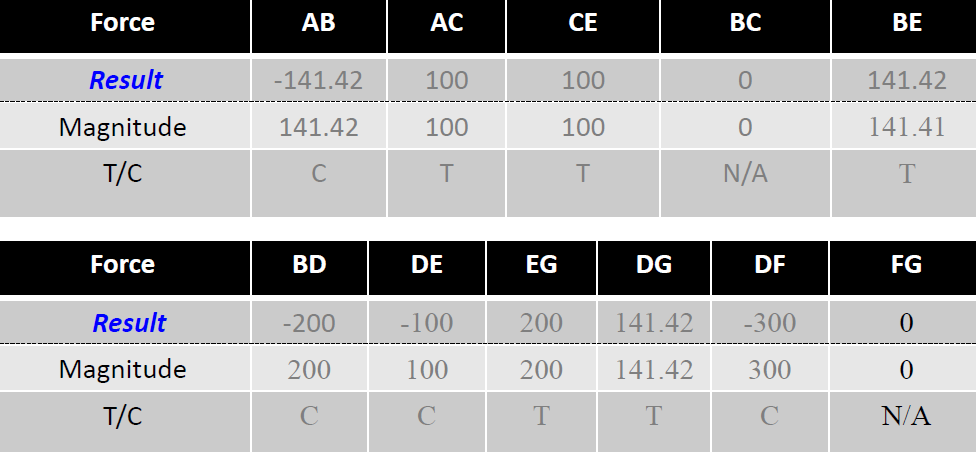 Force AB AC CE BC BE
Result -141.42 100 100 0 141.42
Magnitude 141.42 100 100 0 141.41
T/C C T T N/A T
Force BD DE EG DG DF FG
Result -200 -100 200 141.42 -300 0
Magnitude 200 100 200 141.42 300 0
T/C C C T T C N/A